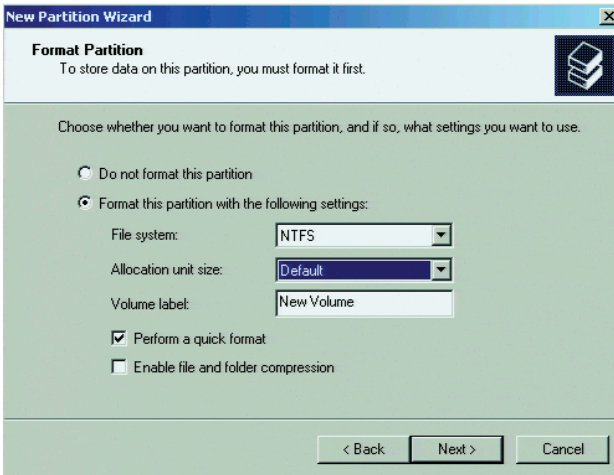 New Partition Wizard
Format Partition
To store data on this partition, you must format it first.
Choose whether you want to format this partition, and if so, what settings you want to use.
Do not format this partition
Format this partition with the following settings:
File system: NTFS
Allocation unit size: Default
Volume label: New Volume
Perform a quick format
Enable file and folder compression
< Back Next > Cancel